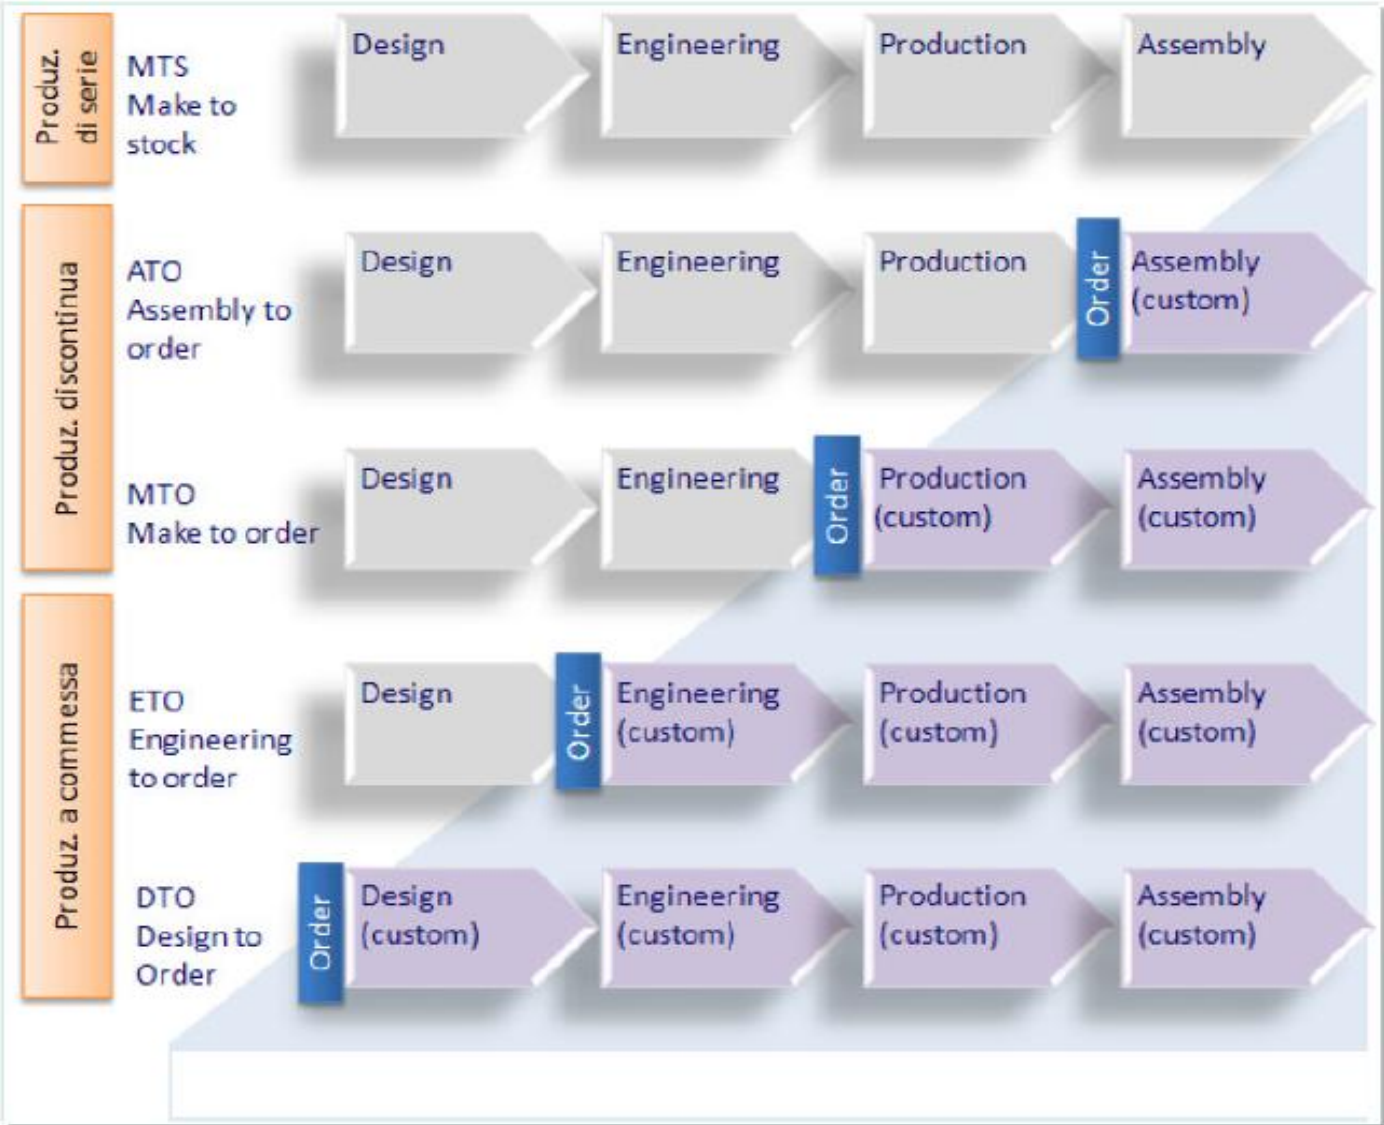 Produz.
di serie
MTS
Make to
stock
Design
Engineering
Production
Assembly
Produz. discontinua
ATO
Assembly to
order
Design
Engineering
Production
Order
Assembly
(custom)
MTO
Make to order
Design
Engineering
Order
Production
(custom)
Assembly
(custom)
Produz. a commessa
ETO
Engineering
to order
Design
Order
Engineering
(custom)
Production
(custom)
Assembly
(custom)
DTO
Design to
Order
Order
Design
(custom)
Engineering
(custom)
Production
(custom)
Assembly
(custom)